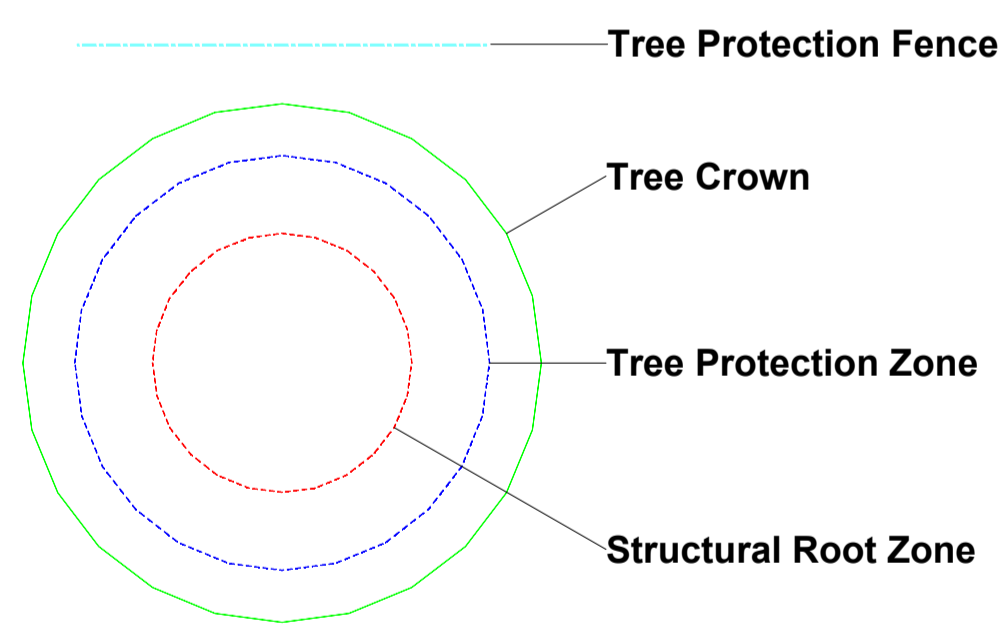 Tree Protection Fence
Tree Crown
Tree Protection Zone
Structural Root Zone